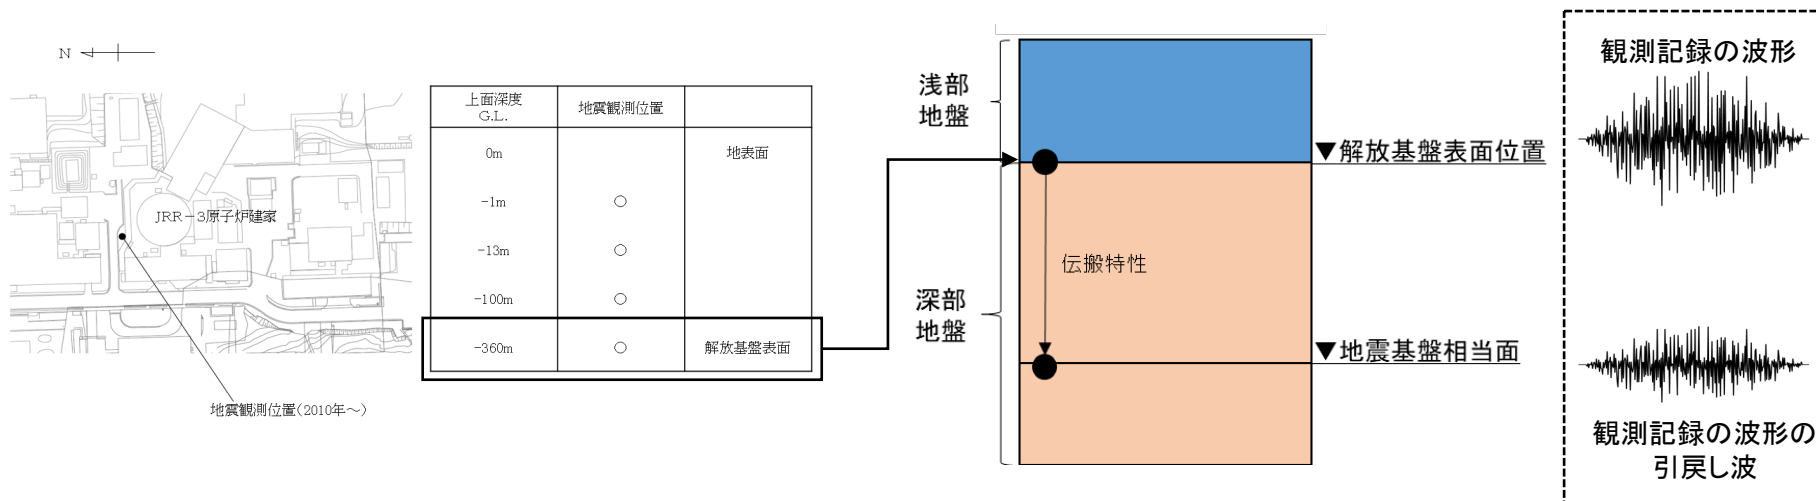 N
JRR-3原子炉建家
地震観測位置(2010年~)
上面深度
G.L.
地震観測位置
0m
地表面
-1m
○
-13m
○
-100m
○
-360m
○
解放基盤表面
浅部
地盤
深部
地盤
▼解放基盤表面位置
伝搬特性
▼地震基盤相当面
観測記録の波形
観測記録の波形の
引戻し波